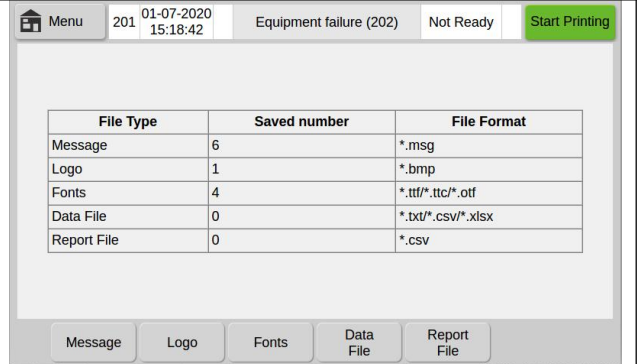 Menu 201 01-07-2020 Equipment failure (202) Not Ready Start Printing
15:18:42
File Type Saved number File Format
Message 6 *.msg
Logo 1 *.bmp
Fonts 4 *.ttf/*.ttc/*.otf
Data File 0 *.txt/*.csv/*.xlsx
Report File 0 *.csv
Message Logo Fonts Data File Report File